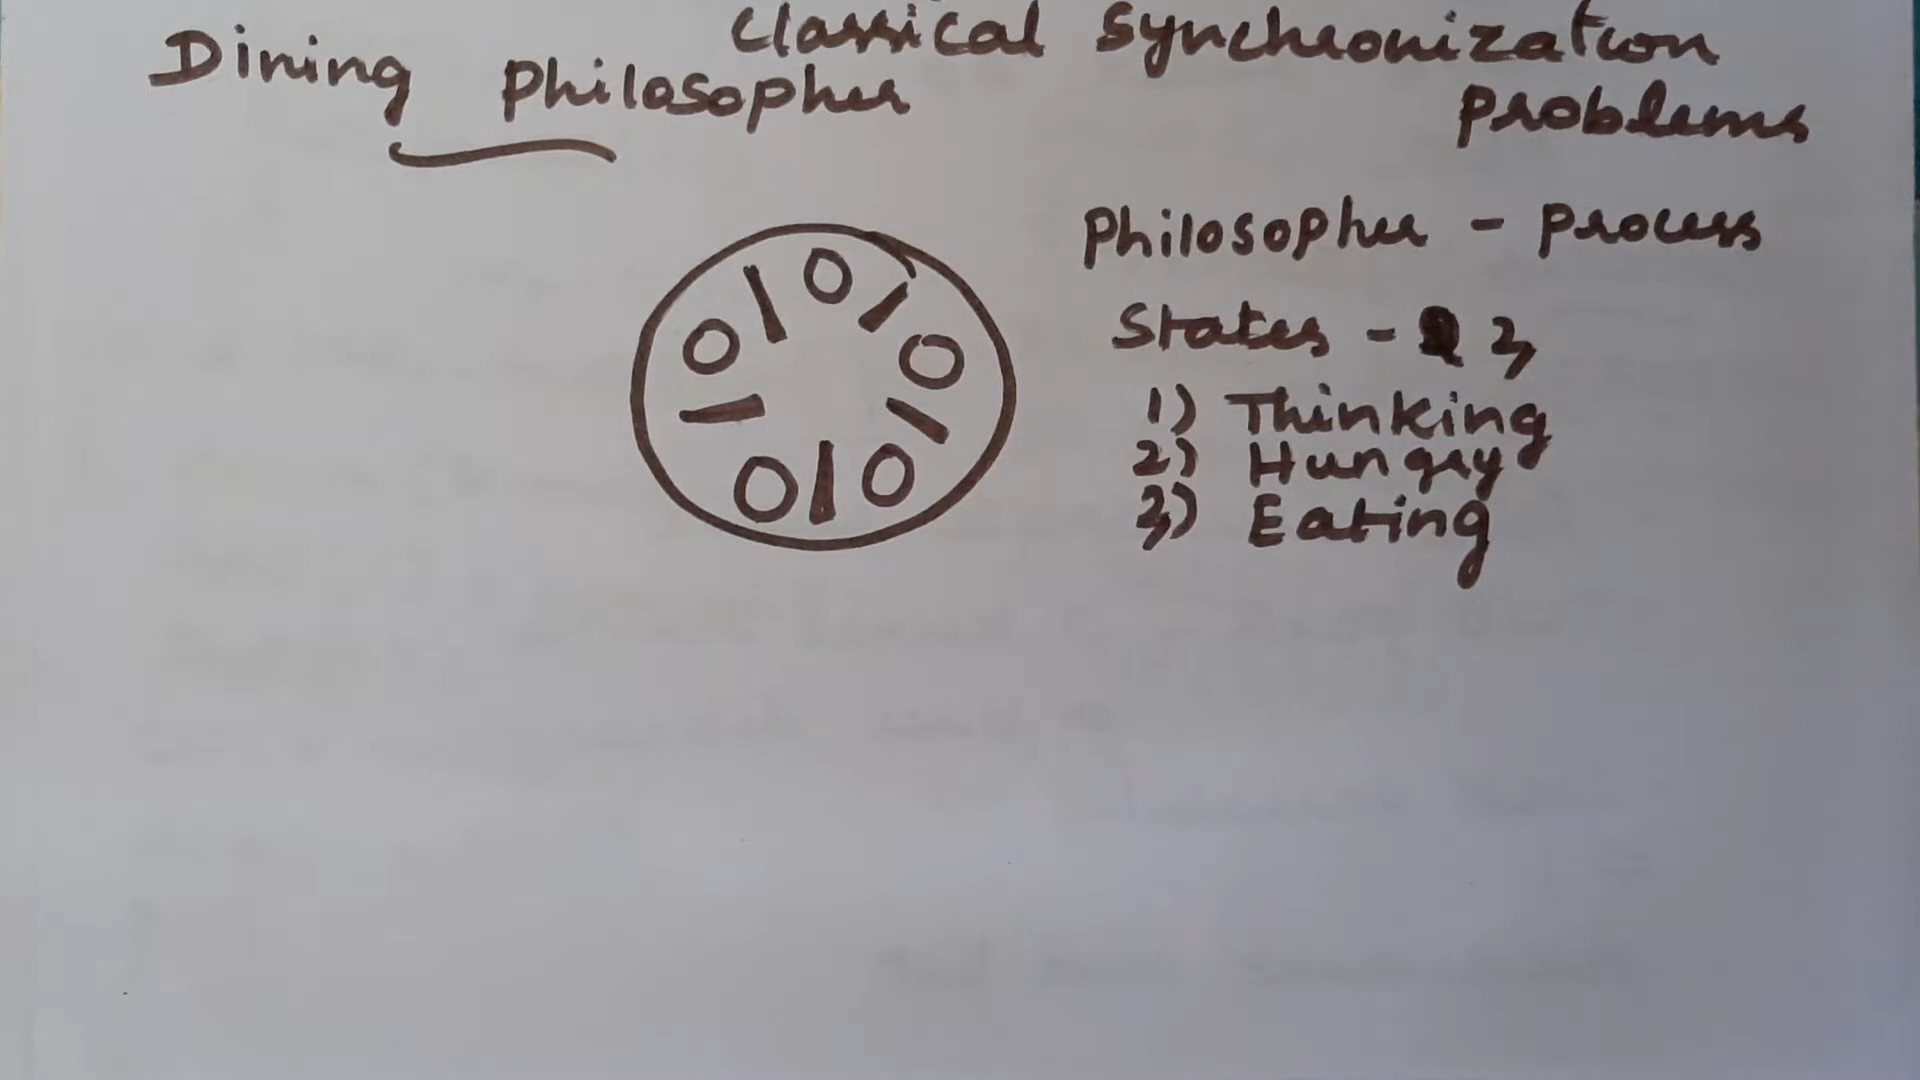 Classical Synchronization
Dining Philosopher
Problems
Philosopher - Process
States - 3
1) Thinking
2) Hungry
3) Eating